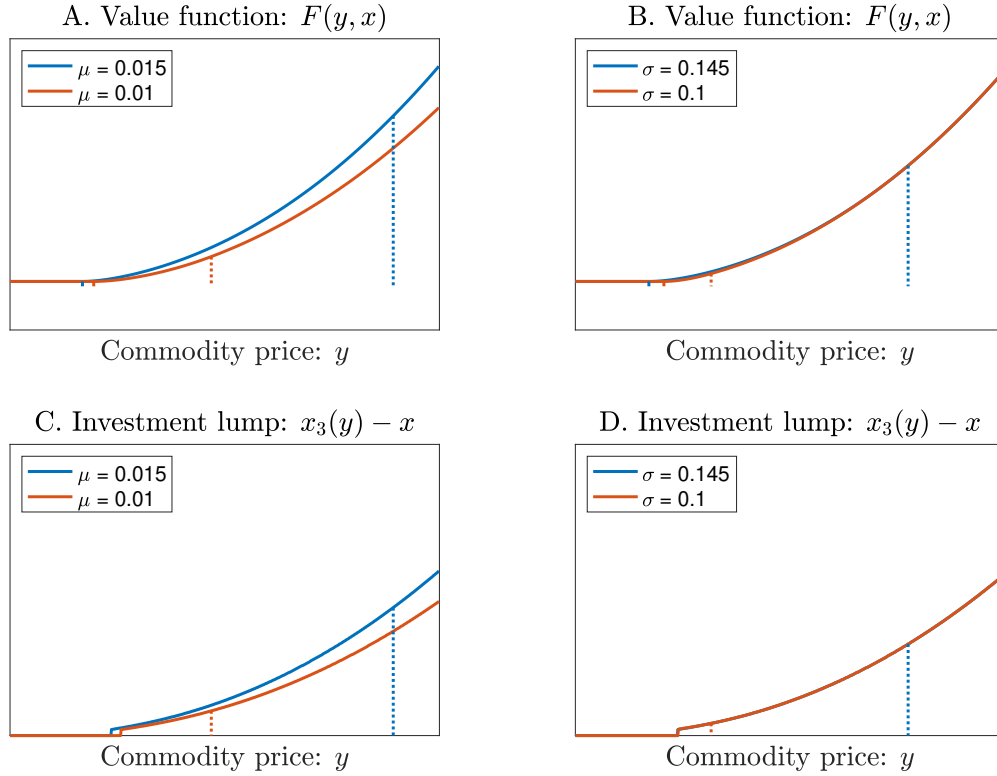 A. Value function: F(y, x)
μ = 0.015
μ = 0.01
Commodity price: y
B. Value function: F(y, x)
σ = 0.145
σ = 0.1
Commodity price: y
C. Investment lump: x₃(y) − x
μ = 0.015
μ = 0.01
Commodity price: y
D. Investment lump: x₃(y) − x
σ = 0.145
σ = 0.1
Commodity price: y